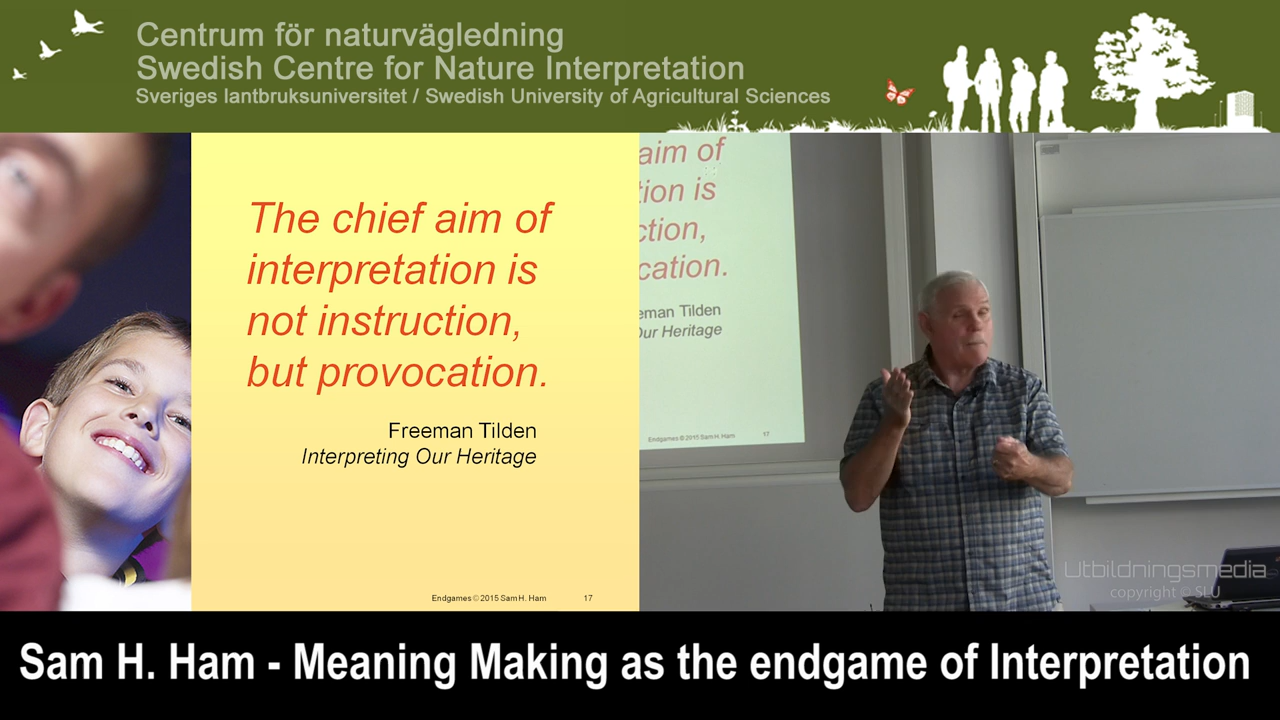 Centrum för naturvägledning
Swedish Centre for Nature Interpretation
Sveriges lantbruksuniversitet / Swedish University of Agricultural Sciences
The chief aim of
interpretation is
not instruction,
but provocation.
Freeman Tilden
Interpreting Our Heritage
Endgames © 2015 Sam H. Ham 17
aim of
tion is
ction,
cation.
eman Tilden
Our Heritage
Endgames © 2015 Sam H. Ham 17
Utbildningsmedia
copyright © SLU
Sam H. Ham - Meaning Making as the endgame of Interpretation